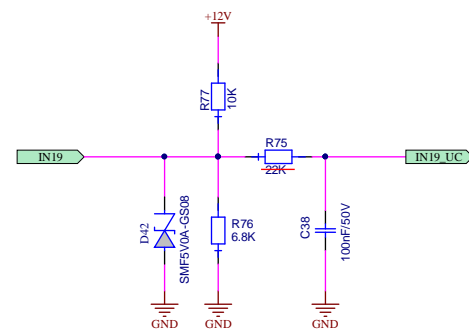 +12V
R77
10K
IN19
R75
22K
IN19_UC
D42
SMF5V0A-GS08
R76
6.8K
C38
100nF/50V
GND
GND
GND